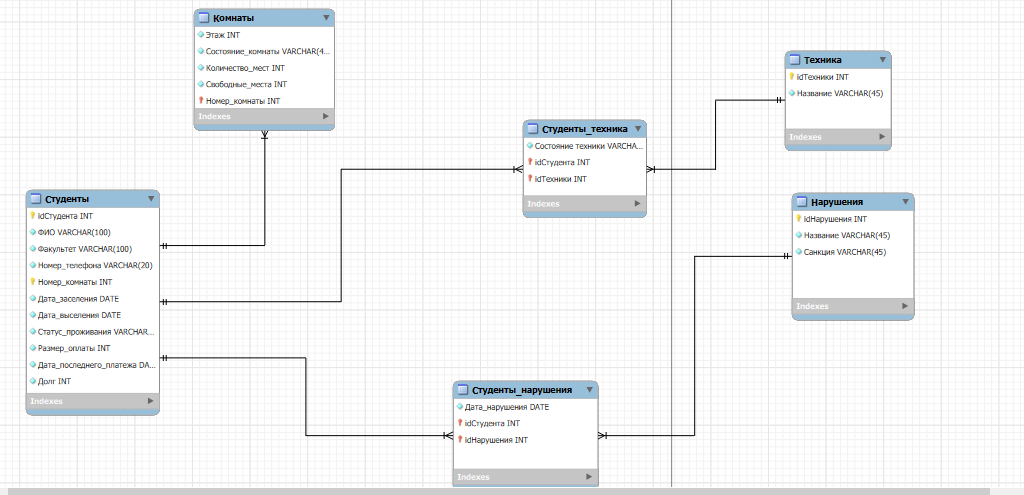 Комнаты
Этаж INT
Состояние_комнаты VARCHAR(4...
Количество_мест INT
Свободные_места INT
Номер_комнаты INT
Indexes
Техника
idТехники INT
Название VARCHAR(45)
Indexes
Студенты_техника
Состояние техники VARCHA...
idСтудента INT
idТехники INT
Indexes
Студенты
idСтудента INT
ФИО VARCHAR(100)
Факультет VARCHAR(100)
Номер_телефона VARCHAR(20)
Номер_комнаты INT
Дата_заселения DATE
Дата_выселения DATE
Статус_проживания VARCHAR...
Размер_оплаты INT
Дата_последнего_платежа DA...
Долг INT
Indexes
Нарушения
idНарушения INT
Название VARCHAR(45)
Санкция VARCHAR(45)
Indexes
Студенты_нарушения
Дата_нарушения DATE
idСтудента INT
idНарушения INT
Indexes